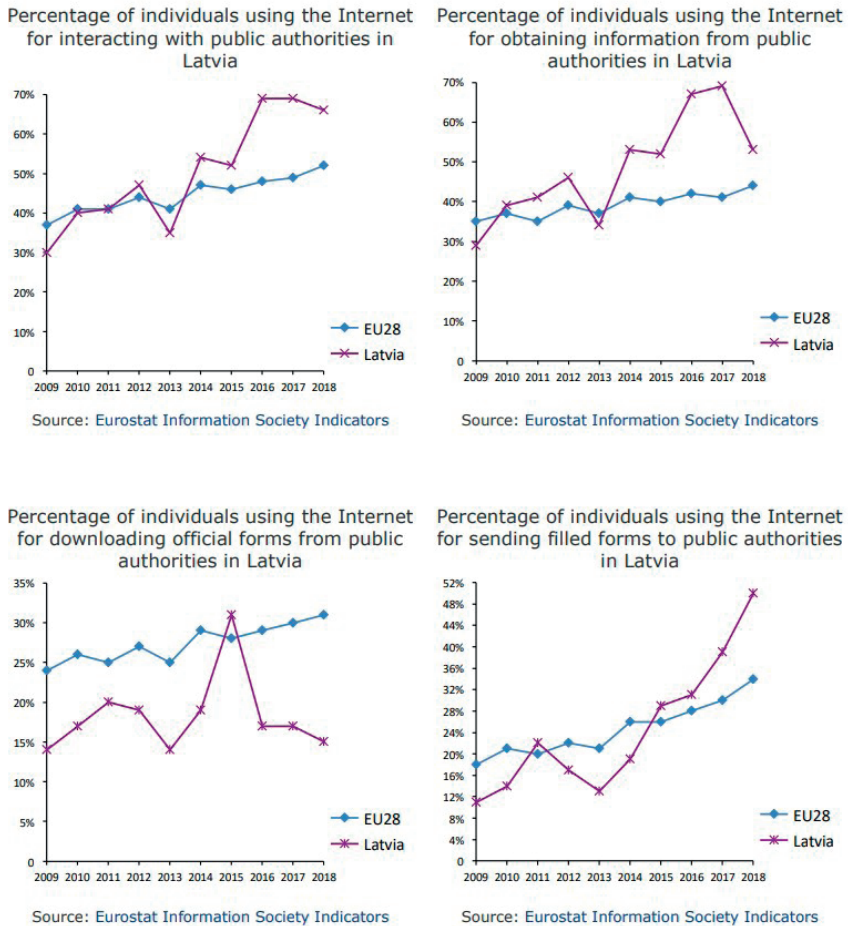 Percentage of individuals using the Internet
for interacting with public authorities in
Latvia
70%
60%
50%
40%
30%
20%
10%
0
2009 2010 2011 2012 2013 2014 2015 2016 2017 2018
EU28
Latvia
Source: Eurostat Information Society Indicators
Percentage of individuals using the Internet
for obtaining information from public
authorities in Latvia
70%
60%
50%
40%
30%
20%
10%
0
2009 2010 2011 2012 2013 2014 2015 2016 2017 2018
EU28
Latvia
Source: Eurostat Information Society Indicators
Percentage of individuals using the Internet
for downloading official forms from public
authorities in Latvia
35%
30%
25%
20%
15%
10%
5%
0
2009 2010 2011 2012 2013 2014 2015 2016 2017 2018
EU28
Latvia
Source: Eurostat Information Society Indicators
Percentage of individuals using the Internet
for sending filled forms to public authorities
in Latvia
52%
48%
44%
40%
36%
32%
28%
24%
20%
16%
12%
8%
4%
0
2009 2010 2011 2012 2013 2014 2015 2016 2017 2018
EU28
Latvia
Source: Eurostat Information Society Indicators